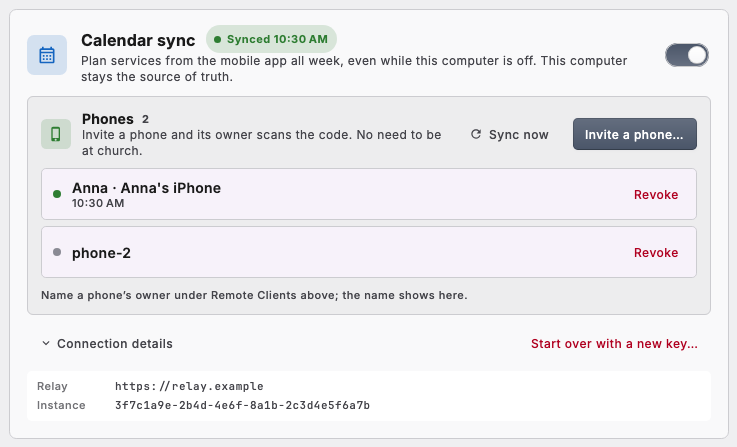 Calendar sync
Synced 10:30 AM
Plan services from the mobile app all week, even while this computer is off. This computer
stays the source of truth.
Phones 2
Invite a phone and its owner scans the code. No need to be
at church.
Sync now
Invite a phone...
Anna · Anna's iPhone
10:30 AM
Revoke
phone-2
Revoke
Name a phone's owner under Remote Clients above; the name shows here.
Connection details
Start over with a new key...
Relay https://relay.example
Instance 3f7c1a9e-2b4d-4e6f-8a1b-2c3d4e5f6a7b